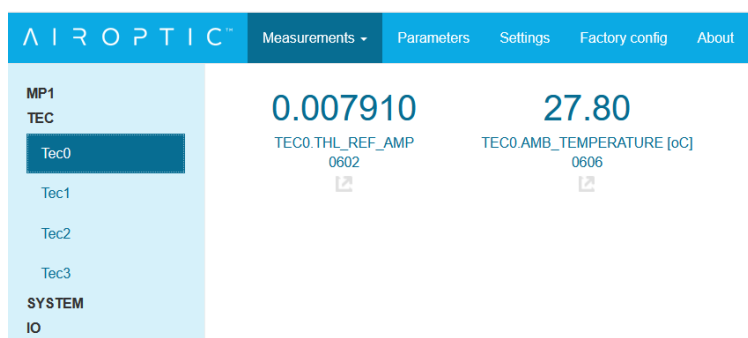 AIROPTIC™ Measurements Parameters Settings Factory config About
MP1
TEC
Tec0
Tec1
Tec2
Tec3
SYSTEM
IO
0.007910
TEC0.THL_REF_AMP
0602
27.80
TEC0.AMB_TEMPERATURE [oC]
0606